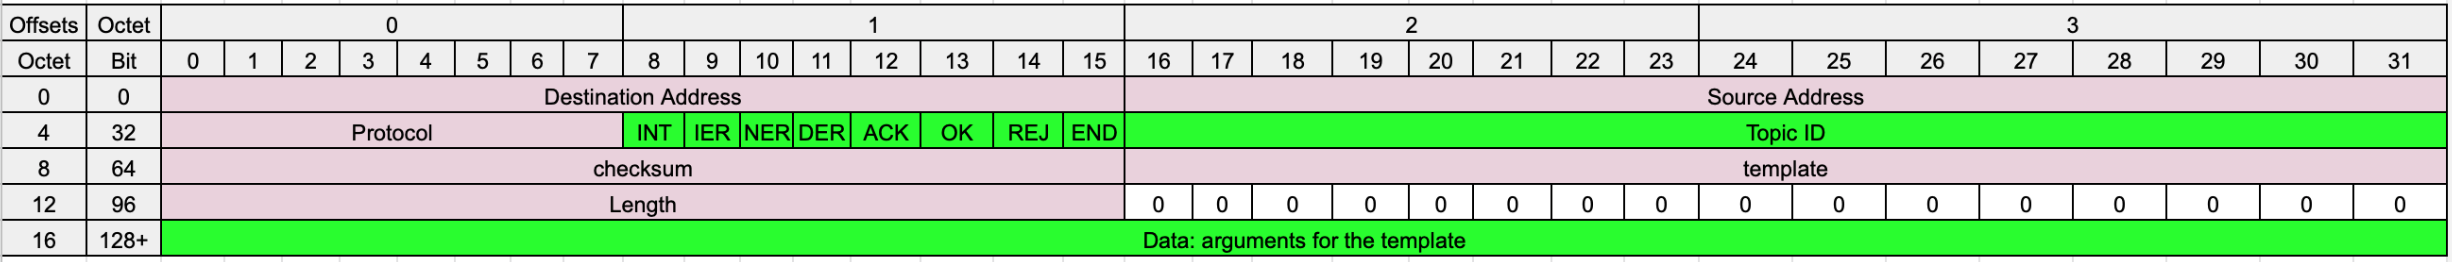 Offsets Octet 0 1 2 3
Octet Bit 0 1 2 3 4 5 6 7 8 9 10 11 12 13 14 15 16 17 18 19 20 21 22 23 24 25 26 27 28 29 30 31
0 0 Destination Address Source Address
4 32 Protocol INT IER NER DER ACK OK REJ END Topic ID
8 64 checksum template
12 96 Length 0 0 0 0 0 0 0 0 0 0 0 0 0 0 0 0
16 128+ Data: arguments for the template